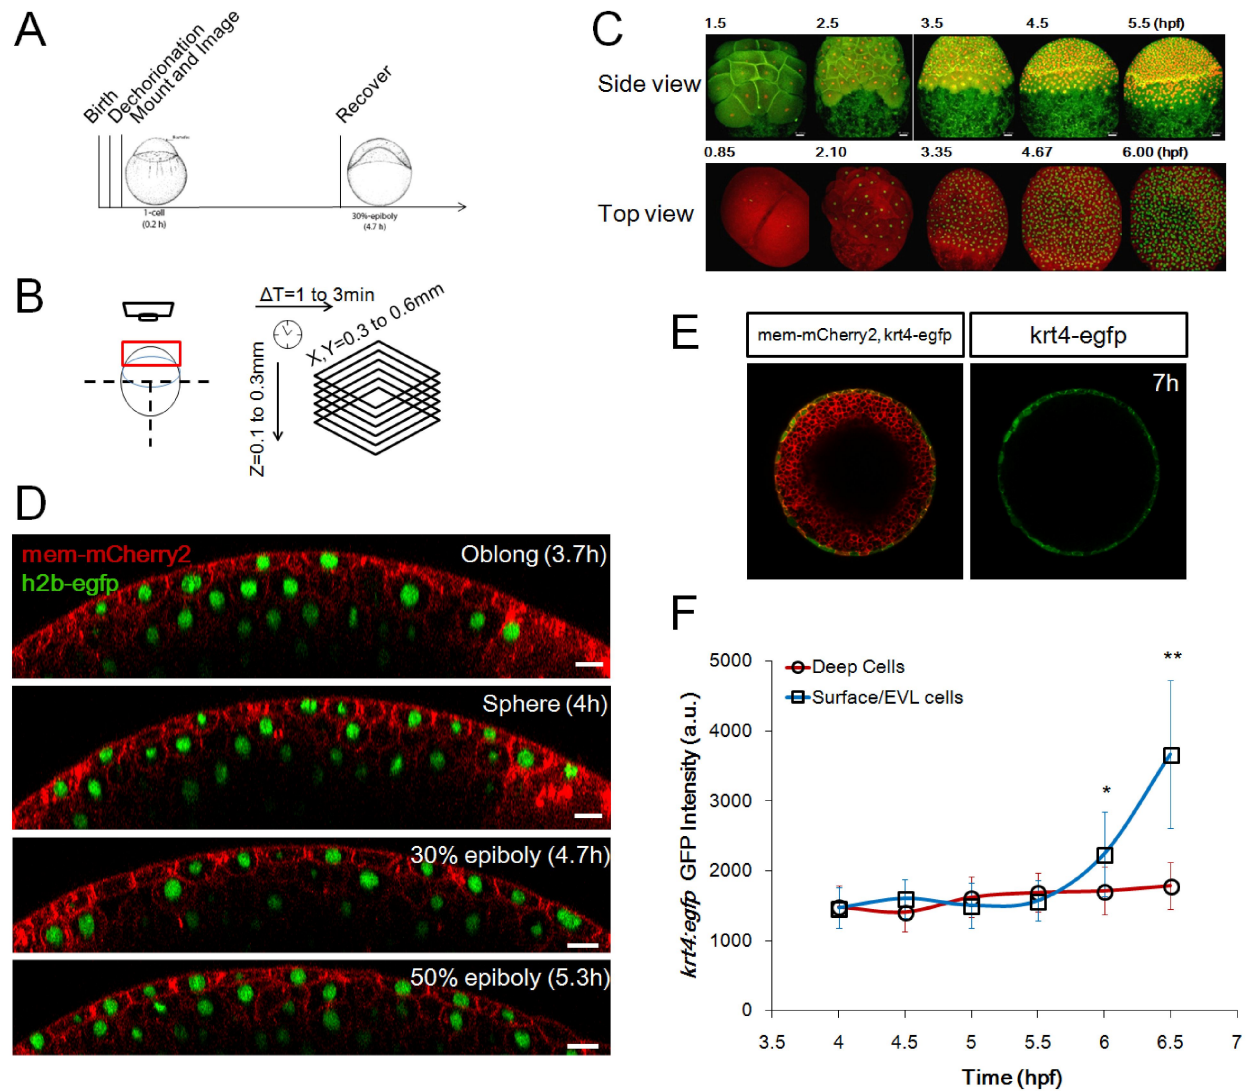 A
Birth
Dechorionation
Mount and Image
Recover
1-cell
(0.2 h)
30%-epiboly
(4.7 h)
B
ΔT=1 to 3min
X,Y=0.3 to 0.6mm
Z=0.1 to 0.3mm
C
1.5 2.5 3.5 4.5 5.5 (hpf)
Side view
0.85 2.10 3.35 4.67 6.00 (hpf)
Top view
D
mem-mCherry2
h2b-egfp
Oblong (3.7h)
Sphere (4h)
30% epiboly (4.7h)
50% epiboly (5.3h)
E
mem-mCherry2, krt4-egfp
krt4-egfp
7h
F
krt4:egfp GFP Intensity (a.u.)
5000
4000
3000
2000
1000
0
Deep Cells
Surface/EVL cells
*
**
3.5 4 4.5 5 5.5 6 6.5 7
Time (hpf)